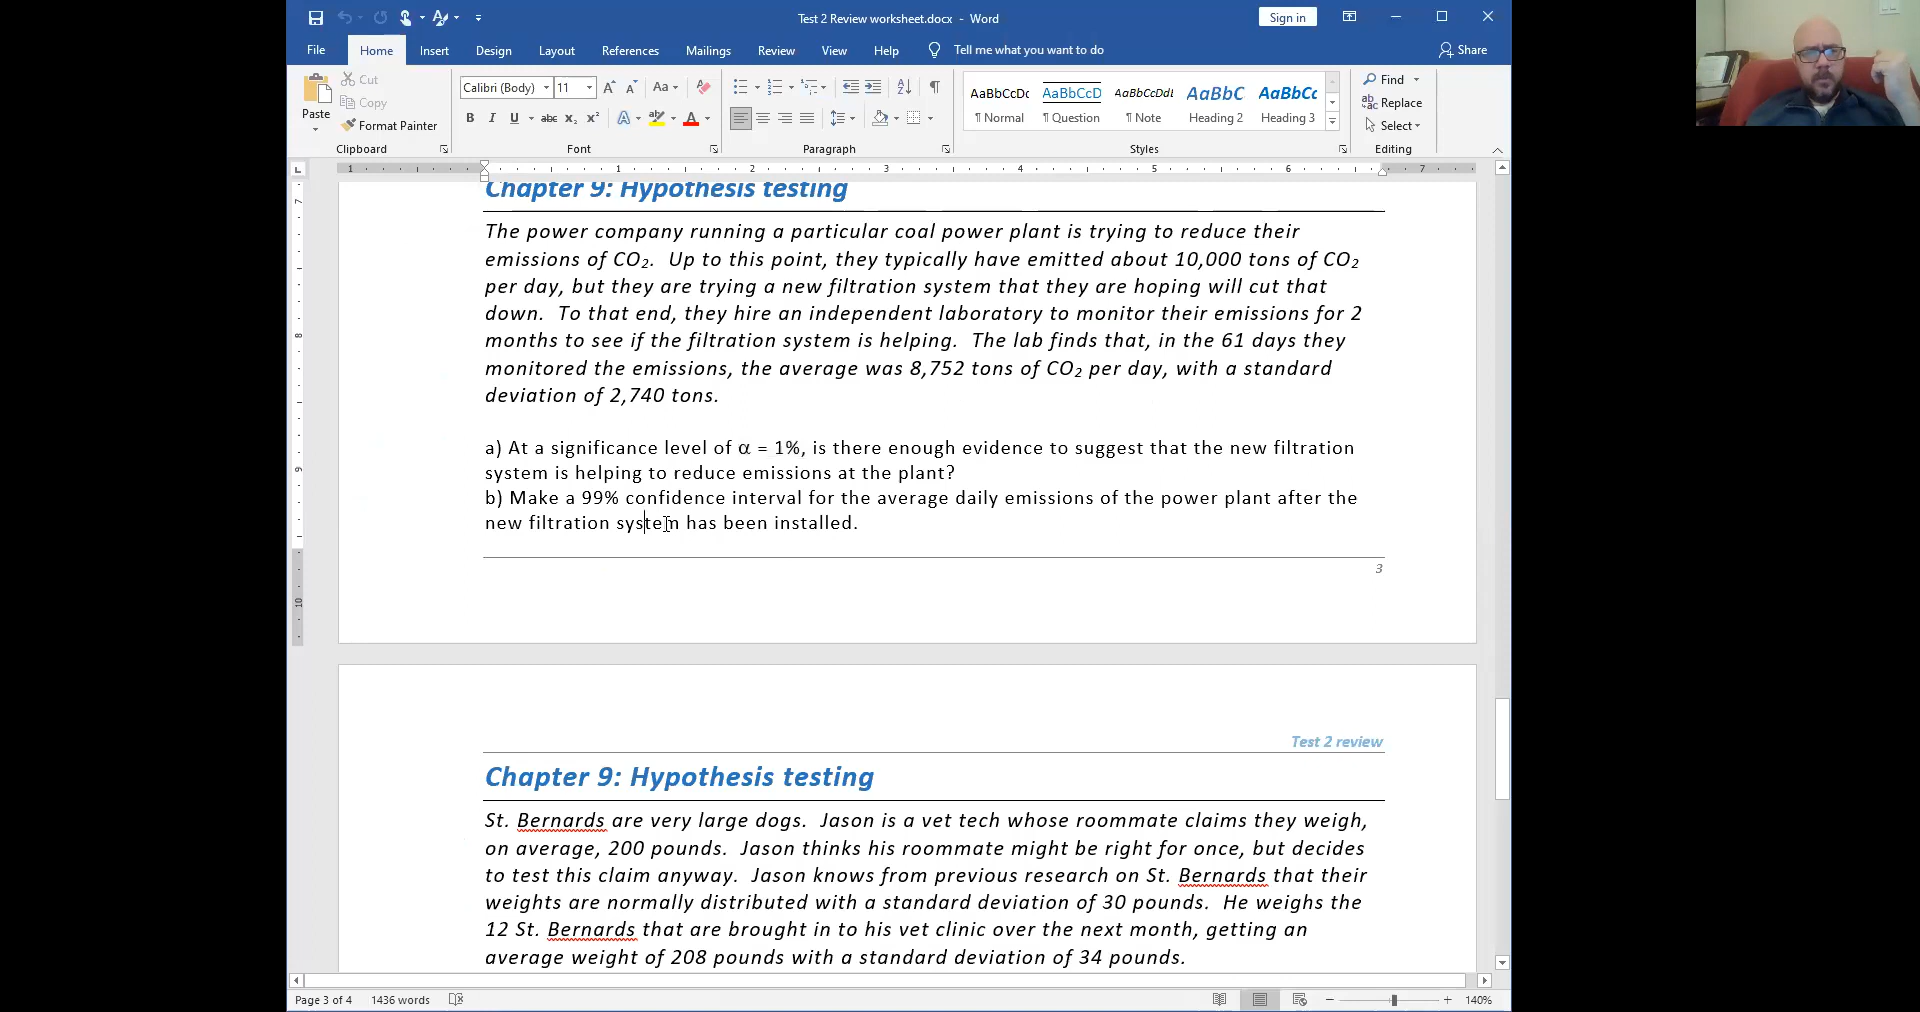 Test 2 Review worksheet.docx - Word
Sign in
File Home Insert Design Layout References Mailings Review View Help Tell me what you want to do Share
Paste
Cut
Copy
Format Painter
Clipboard
Calibri (Body) 11
Font
Paragraph
AaBbCcDc AaBbCcD AaBbCcDdE AaBbC AaBbCc
¶ Normal ¶ Question ¶ Note Heading 2 Heading 3
Styles
Find
Replace
Select
Editing
1 1 2 3 4 5 6 7
7
8
9
10
Chapter 9: Hypothesis testing
The power company running a particular coal power plant is trying to reduce their
emissions of CO₂. Up to this point, they typically have emitted about 10,000 tons of CO₂
per day, but they are trying a new filtration system that they are hoping will cut that
down. To that end, they hire an independent laboratory to monitor their emissions for 2
months to see if the filtration system is helping. The lab finds that, in the 61 days they
monitored the emissions, the average was 8,752 tons of CO₂ per day, with a standard
deviation of 2,740 tons.
a) At a significance level of α = 1%, is there enough evidence to suggest that the new filtration
system is helping to reduce emissions at the plant?
b) Make a 99% confidence interval for the average daily emissions of the power plant after the
new filtration system has been installed.
3
Test 2 review
Chapter 9: Hypothesis testing
St. Bernards are very large dogs. Jason is a vet tech whose roommate claims they weigh,
on average, 200 pounds. Jason thinks his roommate might be right for once, but decides
to test this claim anyway. Jason knows from previous research on St. Bernards that their
weights are normally distributed with a standard deviation of 30 pounds. He weighs the
12 St. Bernards that are brought in to his vet clinic over the next month, getting an
average weight of 208 pounds with a standard deviation of 34 pounds.
Page 3 of 4 1436 words
140%